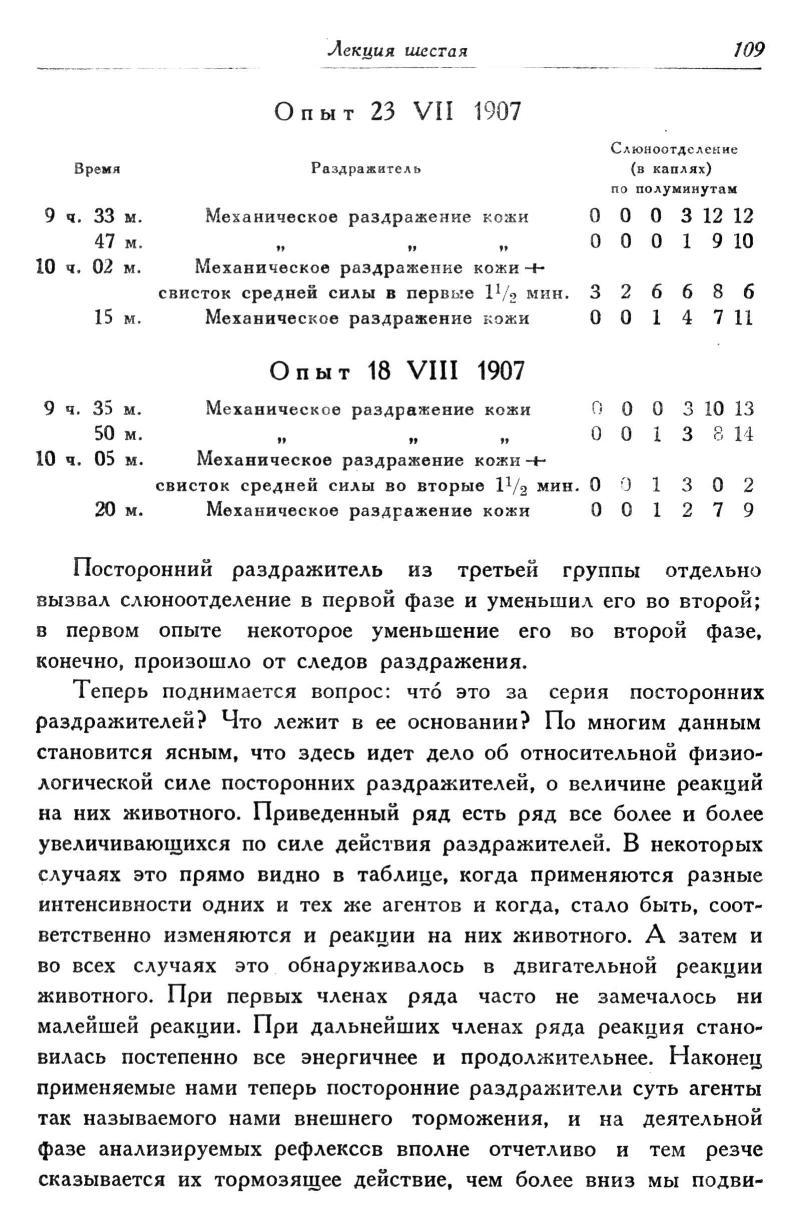 Лекция шестая 109
Опыт 23 VII 1907
Слюноотделение
Время Раздражитель (в каплях)
по полуминутам
9 ч. 33 м. Механическое раздражение кожи 0 0 0 3 12 12
47 м. „ „ „ 0 0 0 1 9 10
10 ч. 02 м. Механическое раздражение кожи +
свисток средней силы в первые 1 1/2 мин. 3 2 6 6 8 6
15 м. Механическое раздражение кожи 0 0 1 4 7 11
Опыт 18 VIII 1907
9 ч. 35 м. Механическое раздражение кожи 0 0 0 3 10 13
50 м. „ „ „ 0 0 1 3 8 14
10 ч. 05 м. Механическое раздражение кожи +
свисток средней силы во вторые 1 1/2 мин. 0 0 1 3 0 2
20 м. Механическое раздражение кожи 0 0 1 2 7 9
Посторонний раздражитель из третьей группы отдельно
вызвал слюноотделение в первой фазе и уменьшил его во второй;
в первом опыте некоторое уменьшение его во второй фазе,
конечно, произошло от следов раздражения.
Теперь поднимается вопрос: что́ это за серия посторонних
раздражителей? Что лежит в ее основании? По многим данным
становится ясным, что здесь идет дело об относительной физио-
логической силе посторонних раздражителей, о величине реакций
на них животного. Приведенный ряд есть ряд все более и более
увеличивающихся по силе действия раздражителей. В некоторых
случаях это прямо видно в таблице, когда применяются разные
интенсивности одних и тех же агентов и когда, стало быть, соот-
ветственно изменяются и реакции на них животного. А затем и
во всех случаях это обнаруживалось в двигательной реакции
животного. При первых членах ряда часто не замечалось ни
малейшей реакции. При дальнейших членах ряда реакция стано-
вилась постепенно все энергичнее и продолжительнее. Наконец
применяемые нами теперь посторонние раздражители суть агенты
так называемого нами внешнего торможения, и на деятельной
фазе анализируемых рефлексов вполне отчетливо и тем резче
сказывается их тормозящее действие, чем более вниз мы подви-